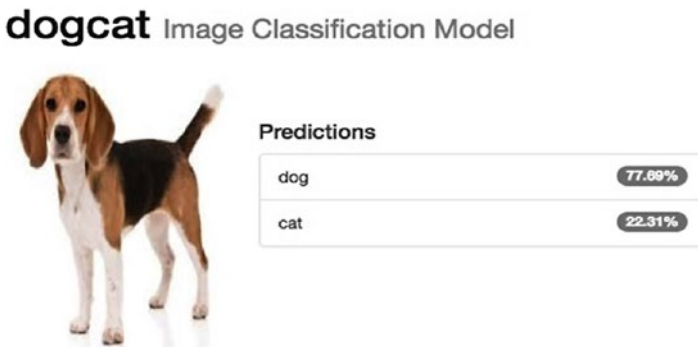 dogcat Image Classification Model
Predictions
dog 77.69%
cat 22.31%